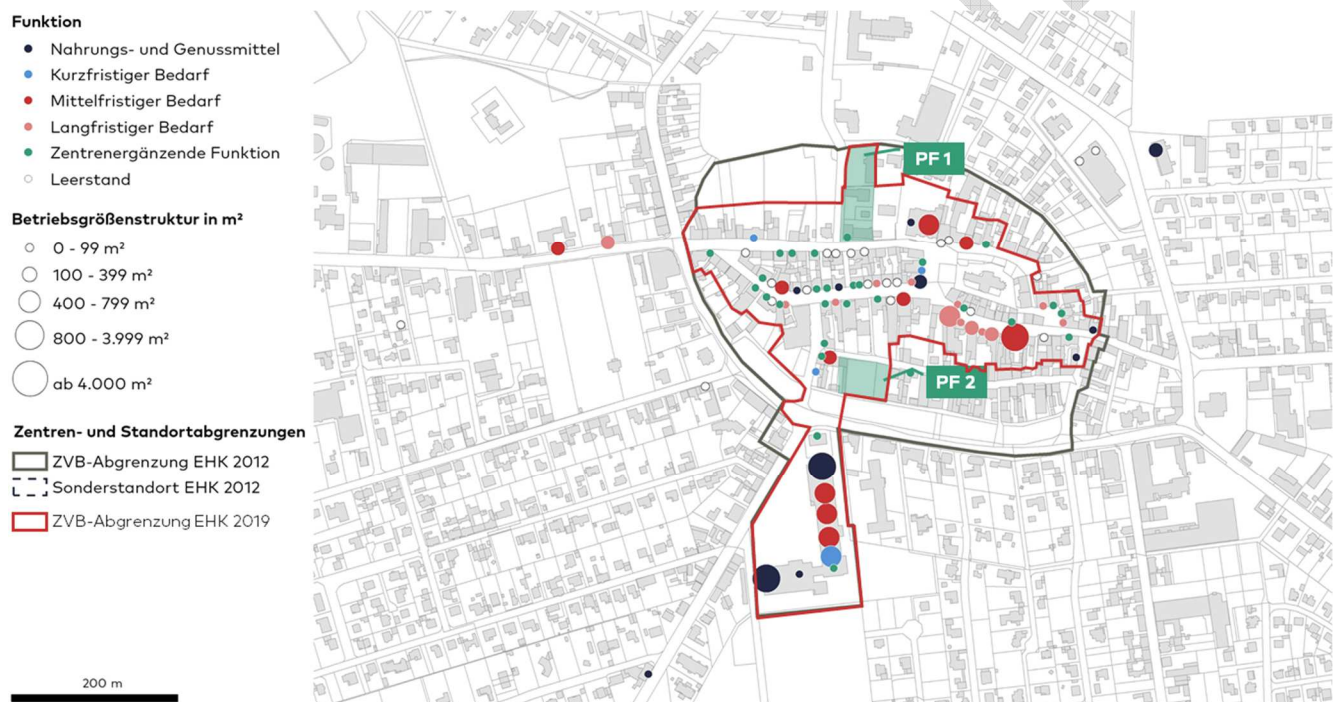 Funktion
Nahrungs- und Genussmittel
Kurzfristiger Bedarf
Mittelfristiger Bedarf
Langfristiger Bedarf
Zentrenergänzende Funktion
Leerstand
Betriebsgrößenstruktur in m²
0 - 99 m²
100 - 399 m²
400 - 799 m²
800 - 3.999 m²
ab 4.000 m²
Zentren- und Standortabgrenzungen
ZVB-Abgrenzung EHK 2012
Sonderstandort EHK 2012
ZVB-Abgrenzung EHK 2019
200 m
PF 1
PF 2